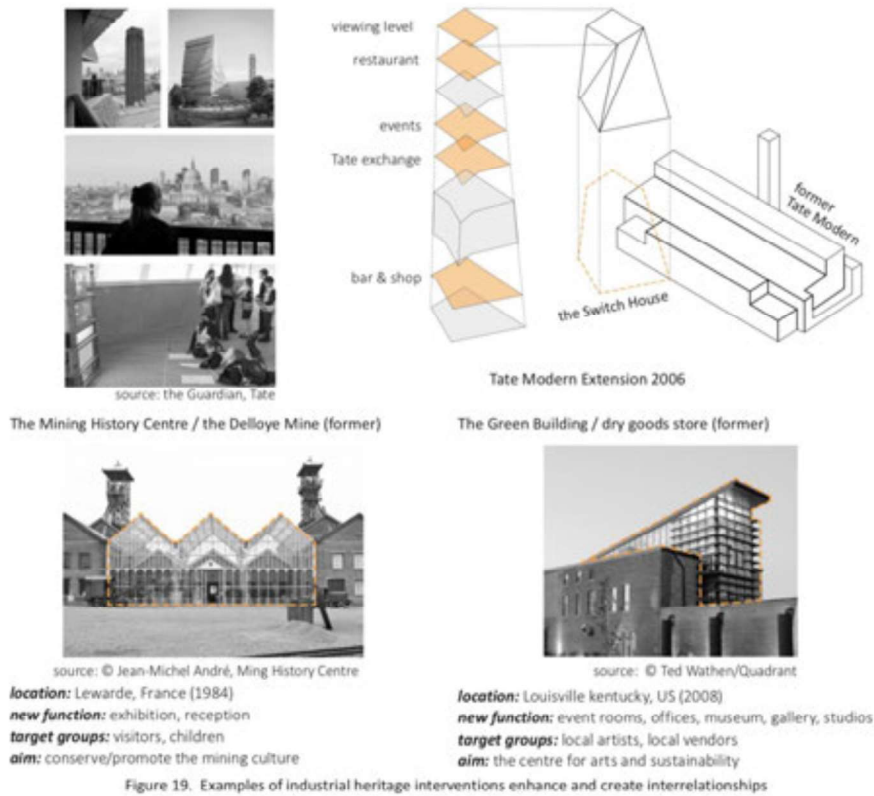 viewing level
restaurant
events
Tate exchange
bar & shop
former
Tate Modern
the Switch House
source: the Guardian, Tate
Tate Modern Extension 2006
The Mining History Centre / the Delloye Mine (former)
source: © Jean-Michel André, Ming History Centre
location: Lewarde, France (1984)
new function: exhibition, reception
target groups: visitors, children
aim: conserve/promote the mining culture
The Green Building / dry goods store (former)
source: © Ted Wathen/Quadrant
location: Louisville kentucky, US (2008)
new function: event rooms, offices, museum, gallery, studios
target groups: local artists, local vendors
aim: the centre for arts and sustainability
Figure 19. Examples of industrial heritage interventions enhance and create interrelationships